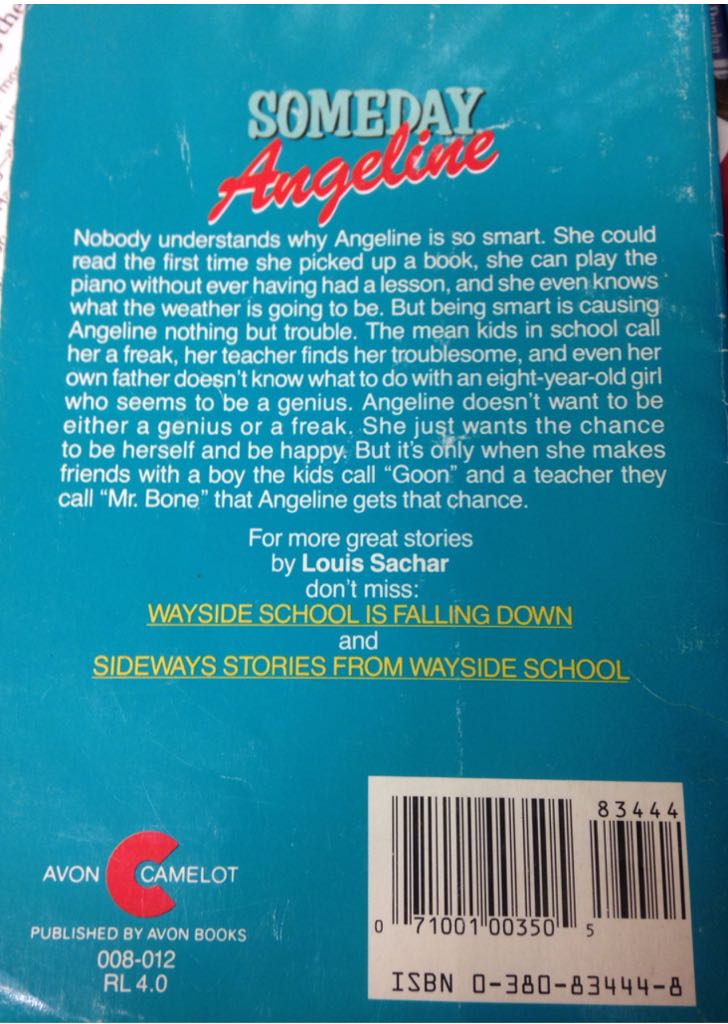 SOMEDAY
Angeline
Nobody understands why Angeline is so smart. She could
read the first time she picked up a book, she can play the
piano without ever having had a lesson, and she even knows
what the weather is going to be. But being smart is causing
Angeline nothing but trouble. The mean kids in school call
her a freak, her teacher finds her troublesome, and even her
own father doesn't know what to do with an eight-year-old girl
who seems to be a genius. Angeline doesn't want to be
either a genius or a freak. She just wants the chance
to be herself and be happy. But it's only when she makes
friends with a boy the kids call “Goon” and a teacher they
call “Mr. Bone” that Angeline gets that chance.
For more great stories
by Louis Sachar
don't miss:
WAYSIDE SCHOOL IS FALLING DOWN
and
SIDEWAYS STORIES FROM WAYSIDE SCHOOL
AVON CAMELOT
PUBLISHED BY AVON BOOKS
008-012
RL 4.0
83444
0 71001 00350 5
ISBN 0-380-83444-8